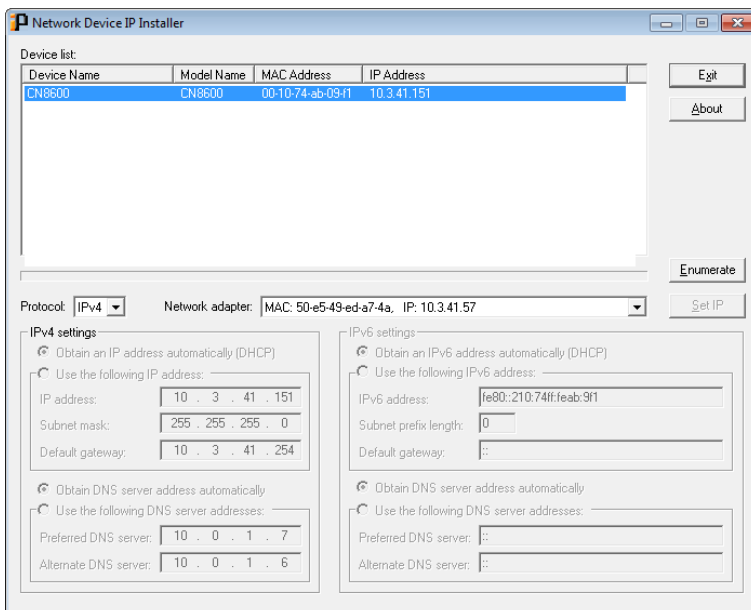 Network Device IP Installer
Device list:
Device Name Model Name MAC Address IP Address
CN8600 CN8600 00-10-74-ab-09-f1 10.3.41.151
Exit
About
Enumerate
Protocol: IPv4 Network adapter: MAC: 50-e5-49-ed-a7-4a, IP: 10.3.41.57
Set IP
IPv4 settings
Obtain an IP address automatically (DHCP)
Use the following IP address:
IP address: 10 . 3 . 41 . 151
Subnet mask: 255 . 255 . 255 . 0
Default gateway: 10 . 3 . 41 . 254
Obtain DNS server address automatically
Use the following DNS server addresses:
Preferred DNS server: 10 . 0 . 1 . 7
Alternate DNS server: 10 . 0 . 1 . 6
IPv6 settings
Obtain an IPv6 address automatically (DHCP)
Use the following IPv6 address:
IPv6 address: fe80::210:74ff:feab:9f1
Subnet prefix length: 0
Default gateway: ::
Obtain DNS server address automatically
Use the following DNS server addresses:
Preferred DNS server: ::
Alternate DNS server: ::